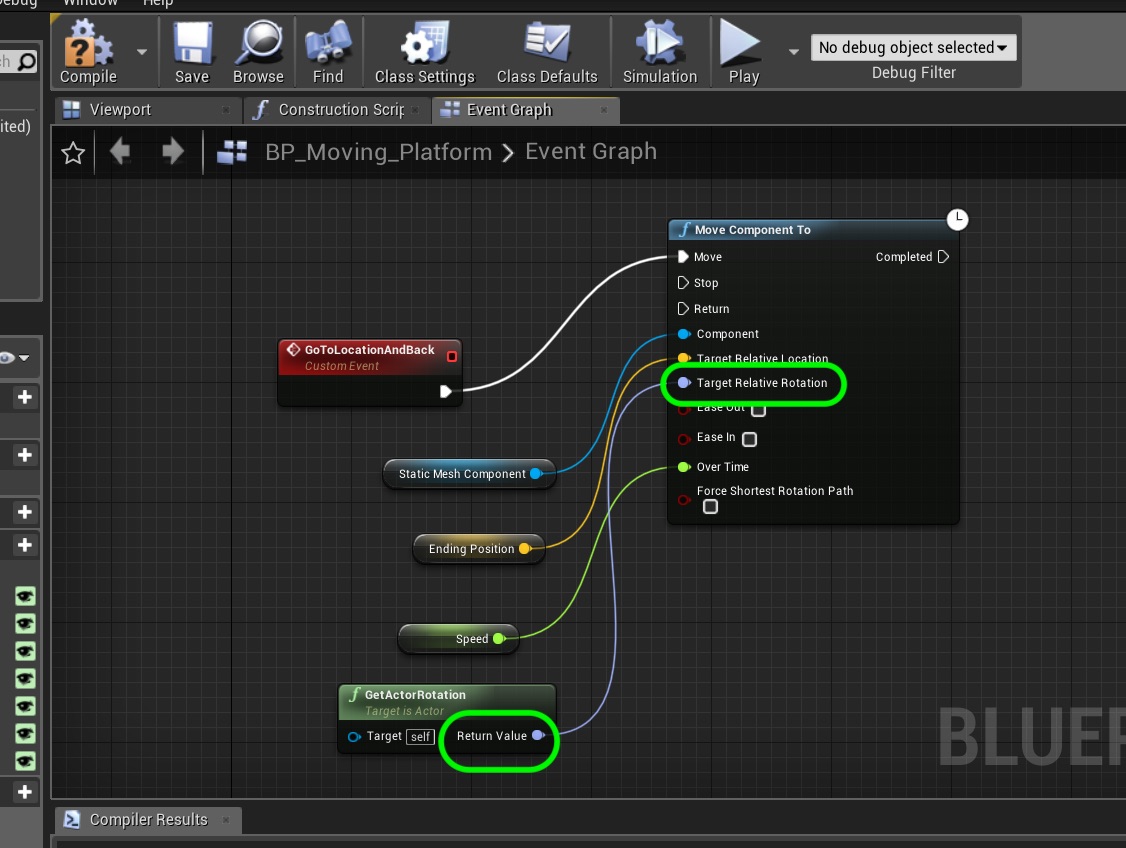 Debug Window Help
Compile Save Browse Find Class Settings Class Defaults Simulation Play
No debug object selected
Debug Filter
ch
ited)
Viewport Construction Scrip Event Graph
BP_Moving_Platform > Event Graph
Move Component To
Move Completed
Stop
Return
Component
Target Relative Location
Target Relative Rotation
Ease Out
Ease In
Over Time
Force Shortest Rotation Path
GoToLocationAndBack
Custom Event
Static Mesh Component
Ending Position
Speed
GetActorRotation
Target is Actor
Target self Return Value
BLUEP
Compiler Results